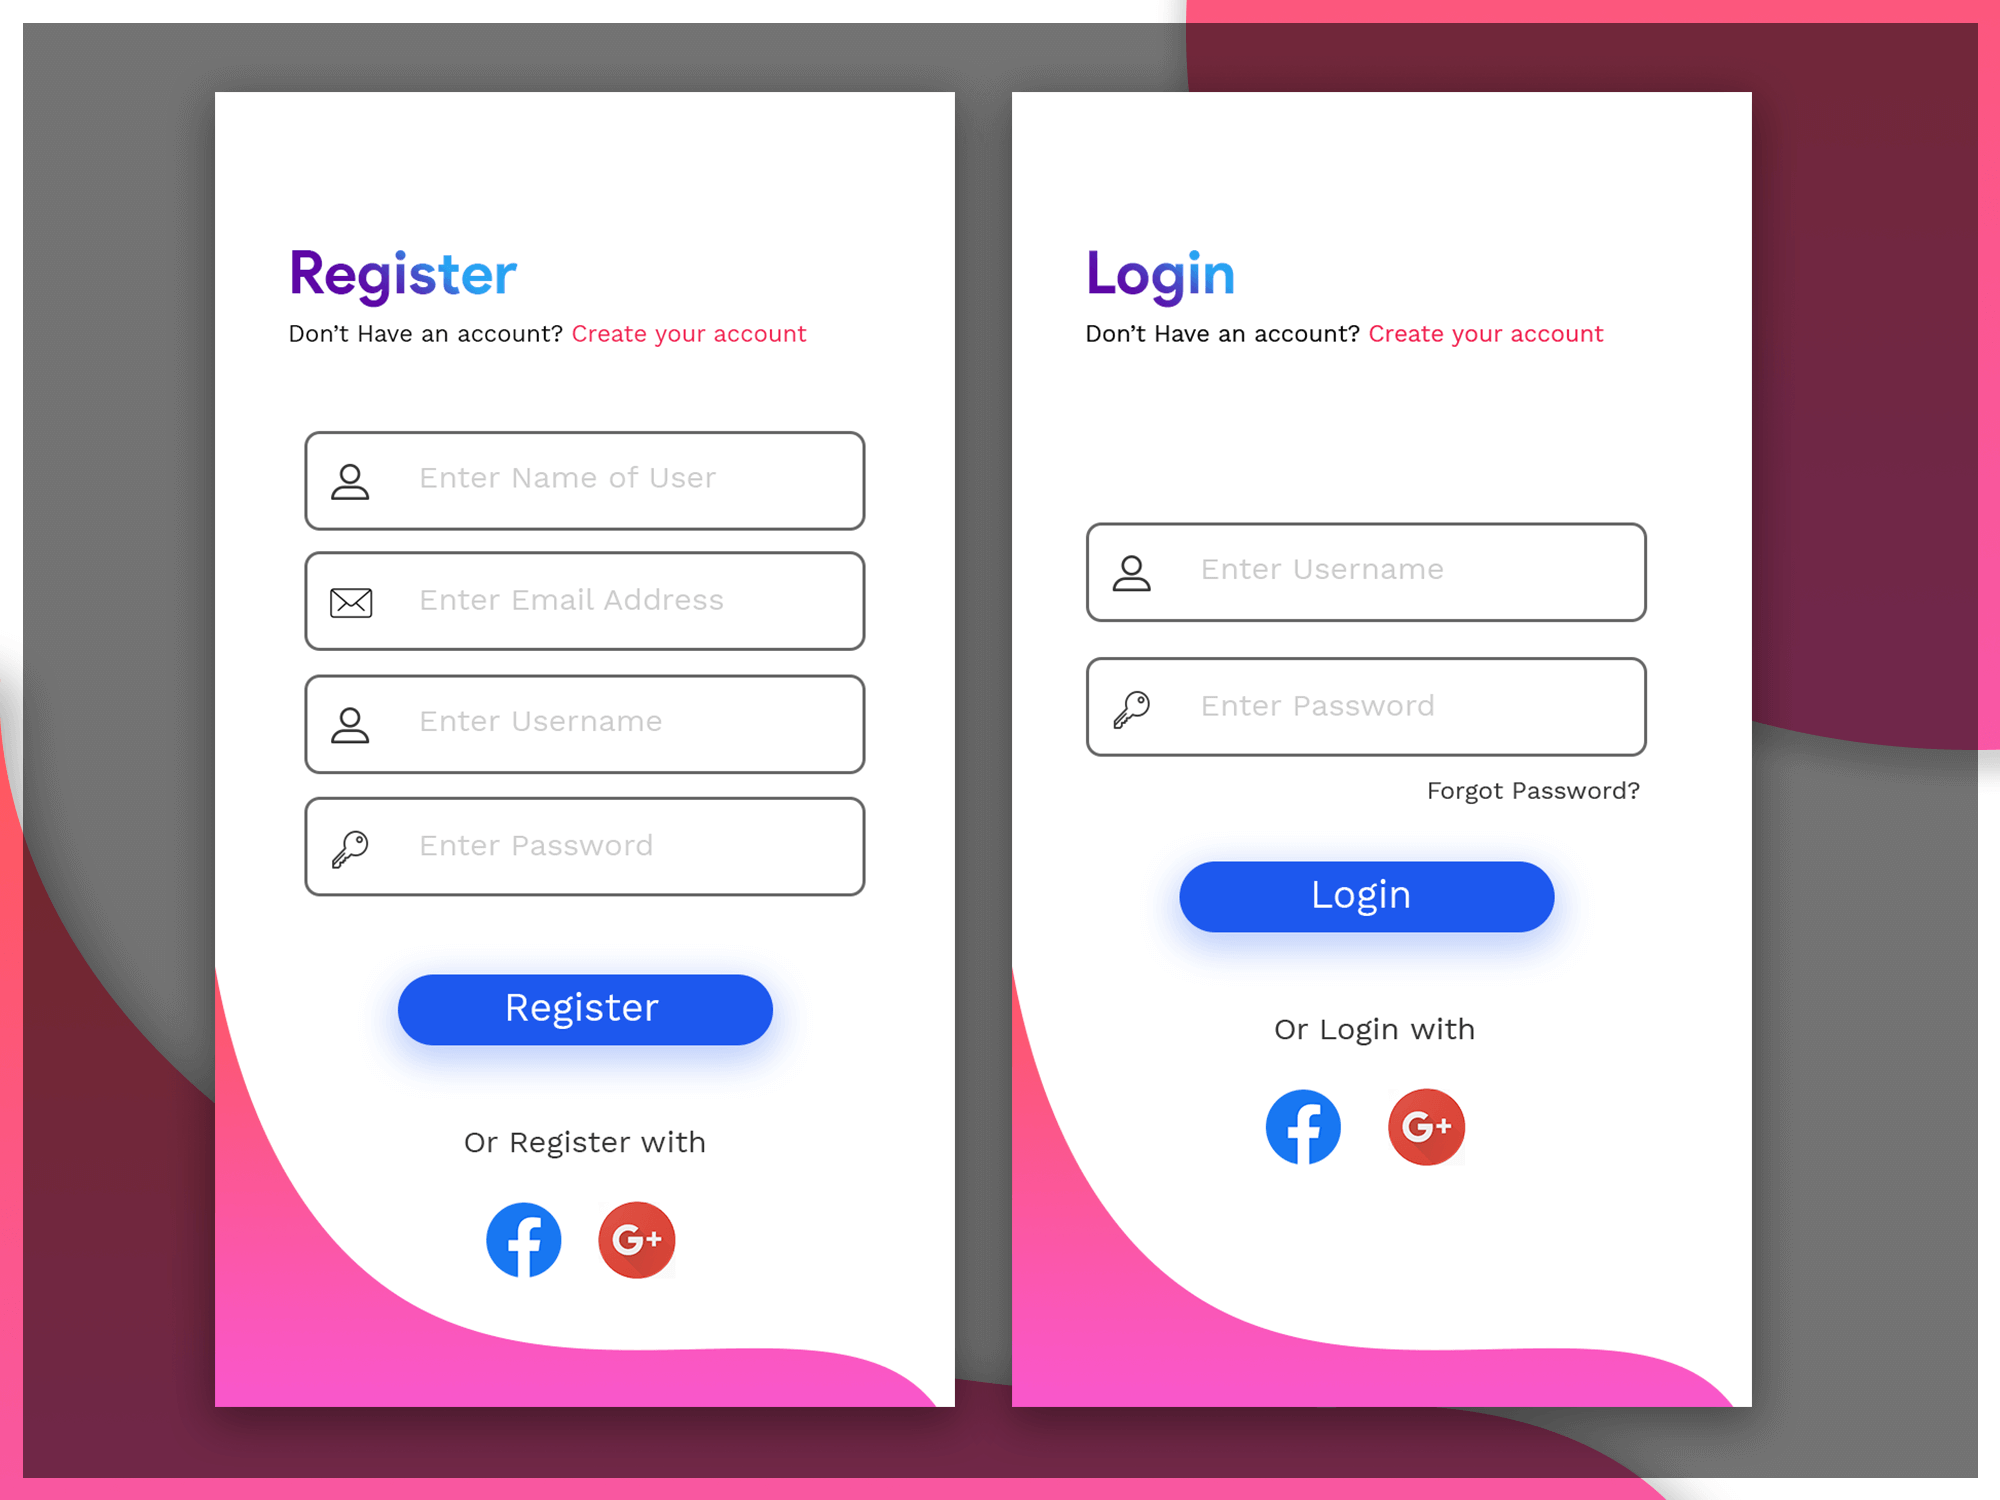 Register
Don’t Have an account? Create your account
Enter Name of User
Enter Email Address
Enter Username
Enter Password
Register
Or Register with
f G+
Login
Don’t Have an account? Create your account
Enter Username
Enter Password
Forgot Password?
Login
Or Login with
f G+